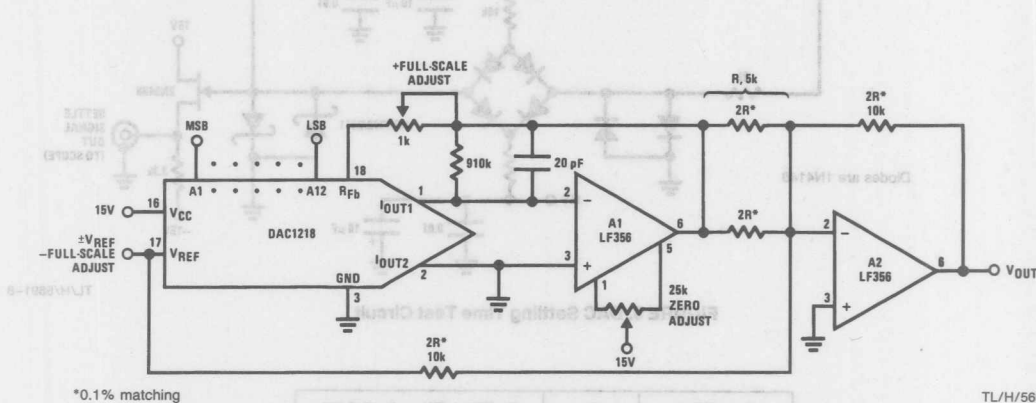 +FULL-SCALE
ADJUST
R, 5k
2R*
2R*
10k
MSB
LSB
1k
910k
20 pF
18
A1
A12
RFb
IOUT1
1
2
A1
LF356
6
5
15V
16
VCC
±VREF
–FULL-SCALE
ADJUST
17
VREF
DAC1218
IOUT2
2
3
1
2R*
2
A2
LF356
6
VOUT
3
GND
3
25k
ZERO
ADJUST
15V
2R*
10k
*0.1% matching
TL/H/56